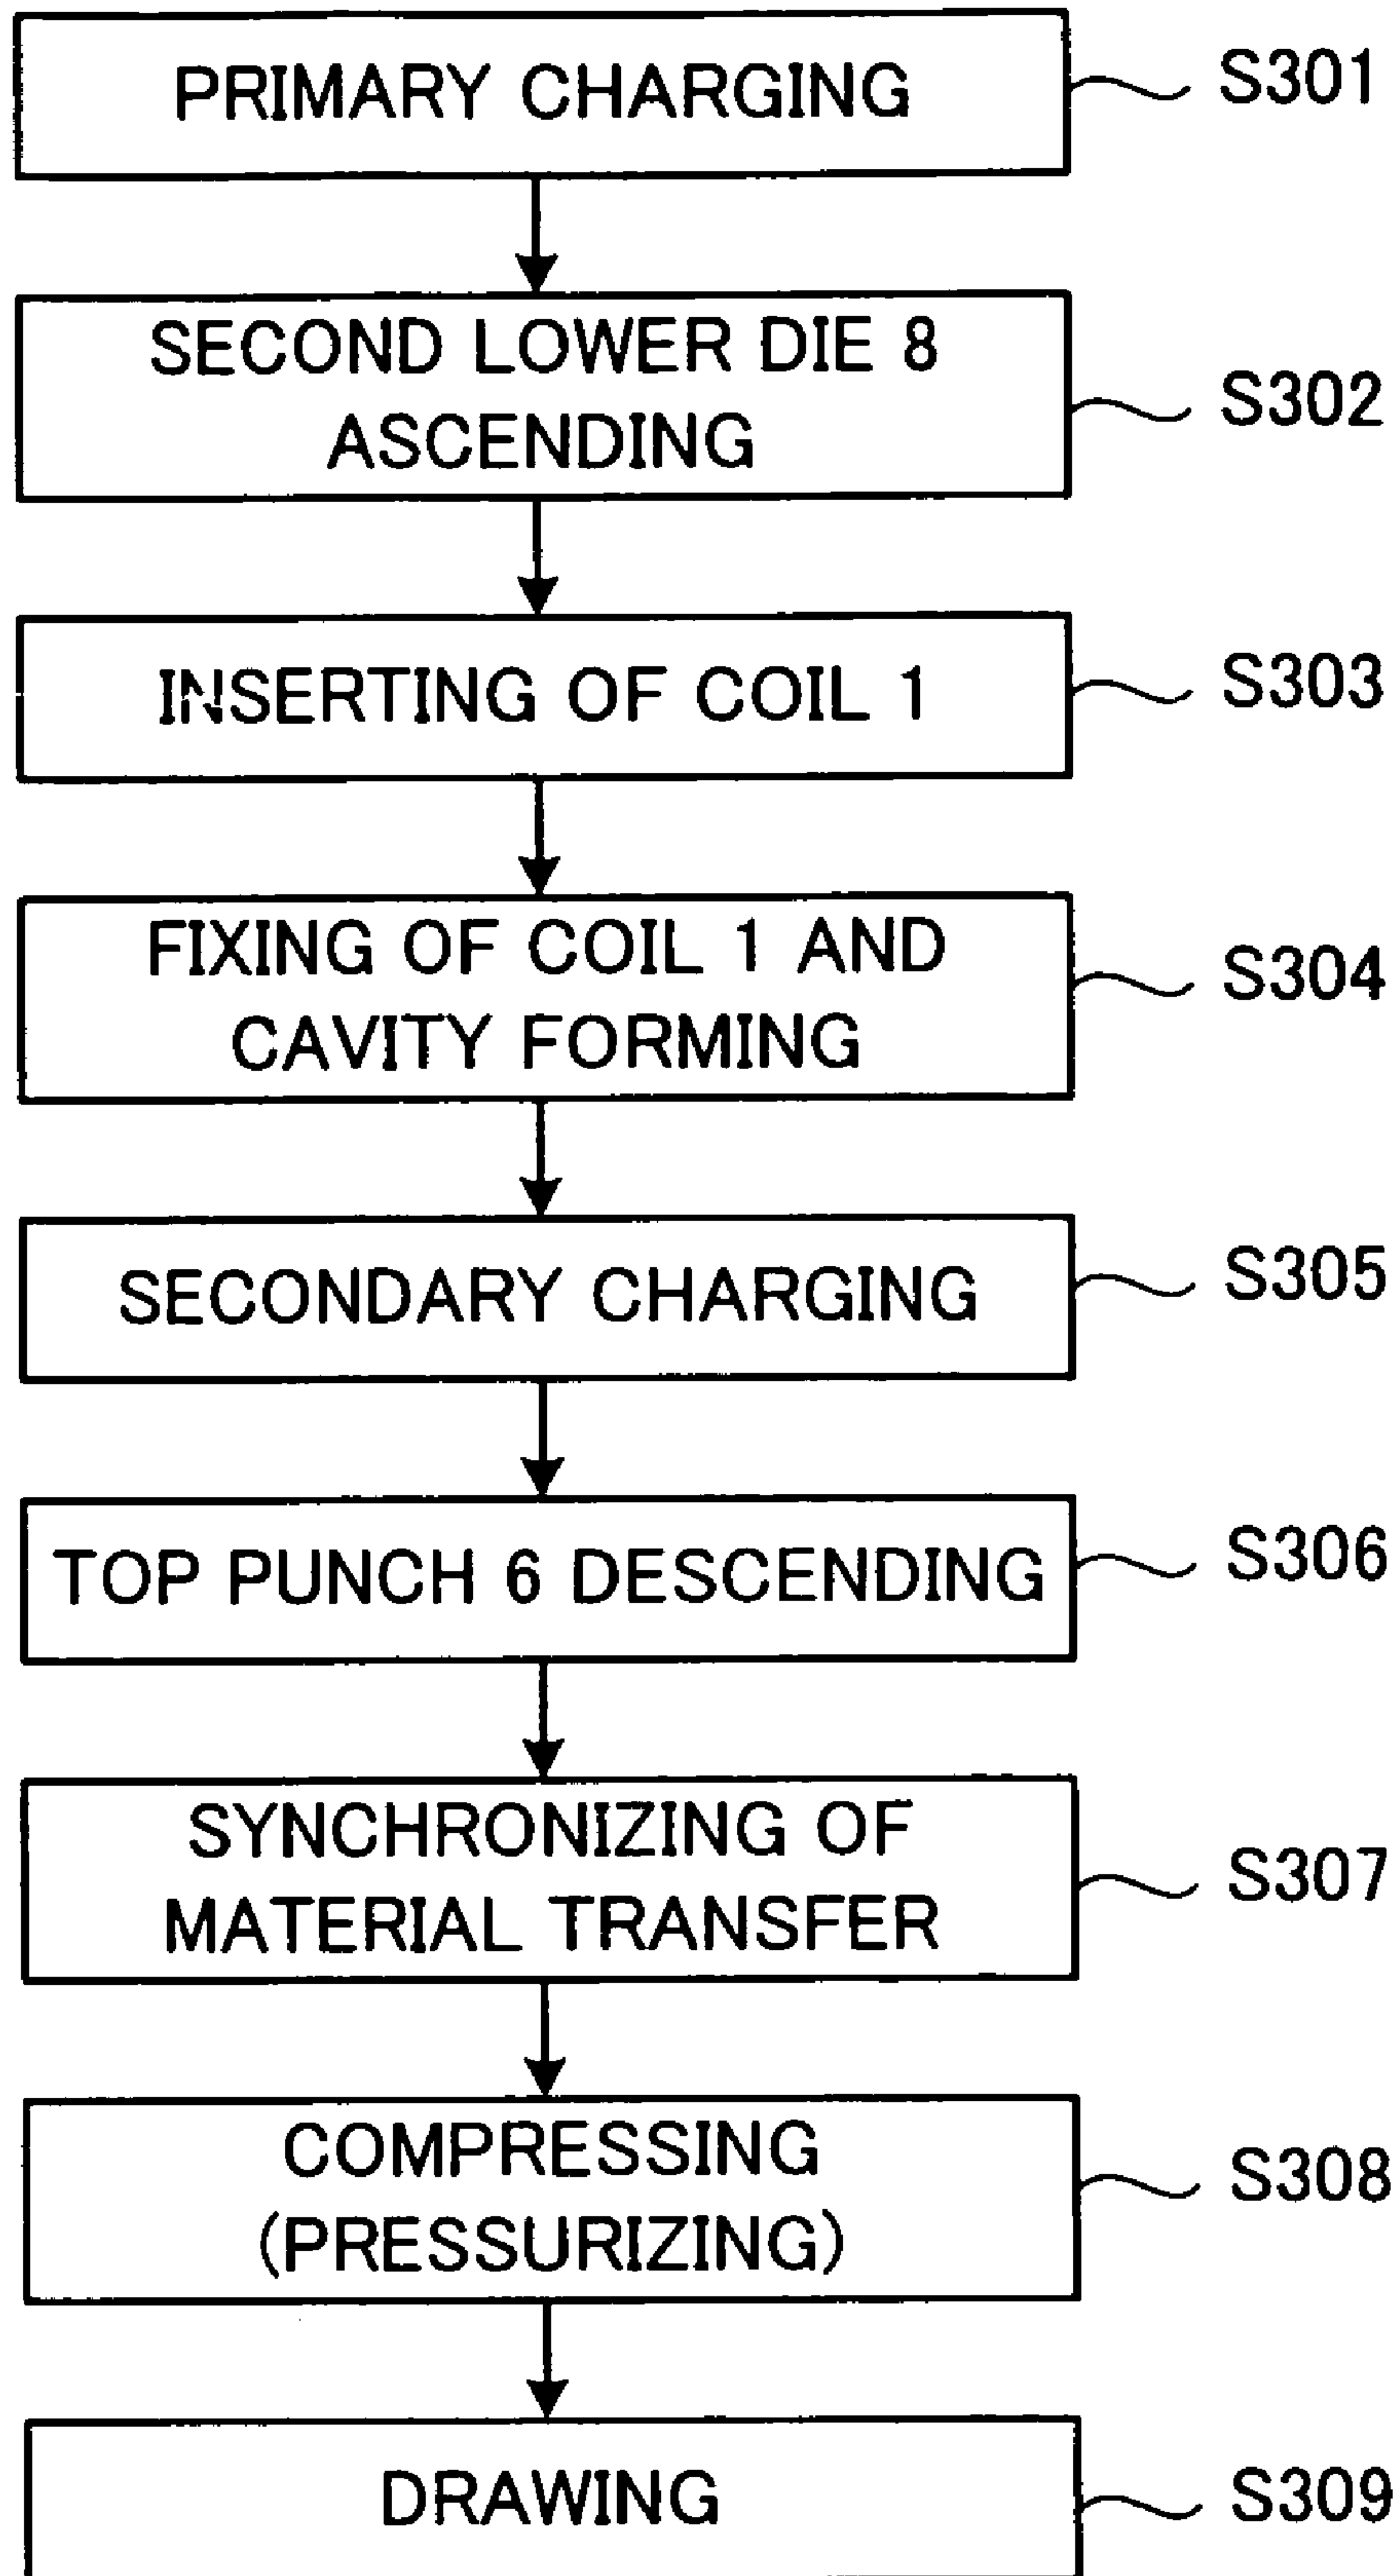 PRIMARY CHARGING
S301
SECOND LOWER DIE 8
ASCENDING
S302
INSERTING OF COIL 1
S303
FIXING OF COIL 1 AND
CAVITY FORMING
S304
SECONDARY CHARGING
S305
TOP PUNCH 6 DESCENDING
S306
SYNCHRONIZING OF
MATERIAL TRANSFER
S307
COMPRESSING
(PRESSURIZING)
S308
DRAWING
S309